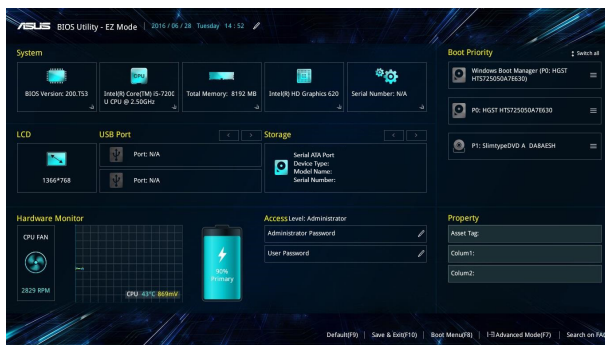 ASUS BIOS Utility - EZ Mode 2016/06/28 Tuesday 14:52
System
BIOS Version: 200.T53
CPU
Intel(R) Core(TM) i5-7200
U CPU @ 2.50GHz
Total Memory: 8192 MB
Intel(R) HD Graphics 620
Serial Number: N/A
Boot Priority
Switch all
Windows Boot Manager (P0: HGST
HTS725050A7E630)
P0: HGST HTS725050A7E630
P1: SlimtypeDVD A DA8AESH
LCD
1366*768
USB Port
Port: N/A
Port: N/A
Storage
Serial ATA Port
Device Type:
Model Name:
Serial Number:
Hardware Monitor
CPU FAN
2829 RPM
CPU 43°C 869mV
90%
Primary
Access Level: Administrator
Administrator Password
User Password
Property
Asset Tag:
Colum1:
Colum2:
Default(F9) Save & Exit(F10) Boot Menu(F8) Advanced Mode(F7) Search on FAQ